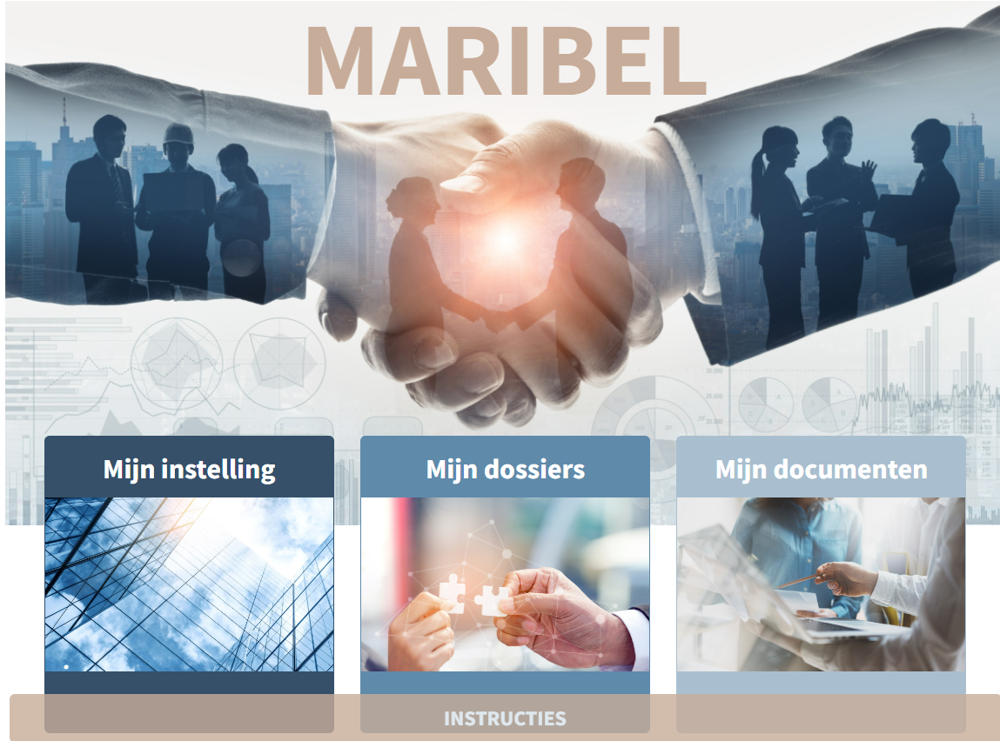 MARIBEL
Mijn instelling
Mijn dossiers
Mijn documenten
INSTRUCTIES